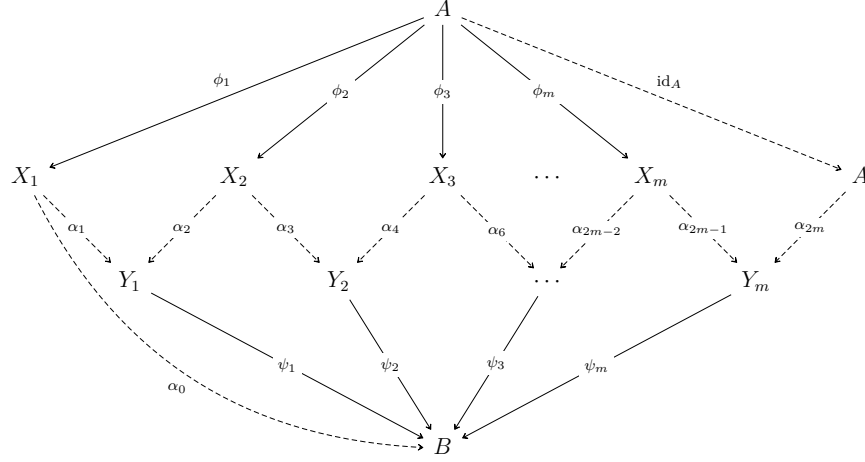 A
ϕ₁ ϕ₂ ϕ₃ ϕₘ id_A
X₁ X₂ X₃ ⋯ Xₘ A
α₁ α₂ α₃ α₄ α₆ α₂ₘ₋₂ α₂ₘ₋₁ α₂ₘ
Y₁ Y₂ ⋯ Yₘ
ψ₁ ψ₂ ψ₃ ψₘ
α₀
B